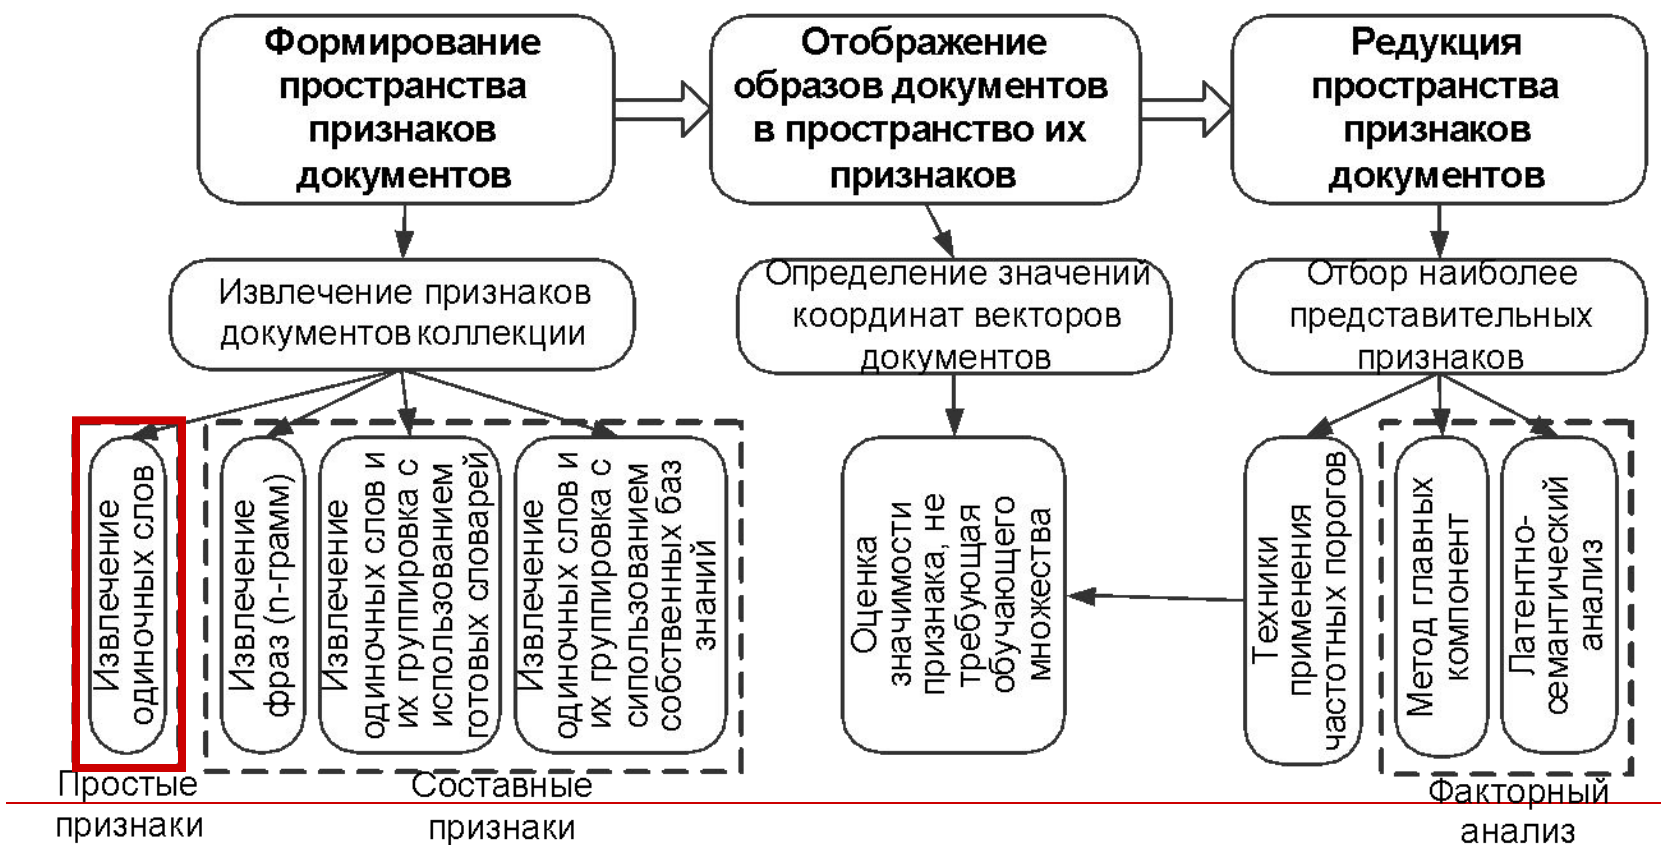 Формирование
пространства
признаков
документов
Отображение
образов документов
в пространство их
признаков
Редукция
пространства
признаков
документов
Извлечение признаков
документов коллекции
Определение значений
координат векторов
документов
Отбор наиболее
представительных
признаков
Извлечение
одиночных слов
Извлечение
фраз (n-грамм)
Извлечение
одиночных слов и
их группировка с
использованием
готовых словарей
Извлечение
одиночных слов и
их группировка с
сипользованием
собственных баз
знаний
Оценка
значимости
признака, не
требующая
обучающего
множества
Техники
применения
частотных порогов
Метод главных
компонент
Латентно-
семантический
анализ
Простые
признаки
Составные
признаки
Факторный
анализ